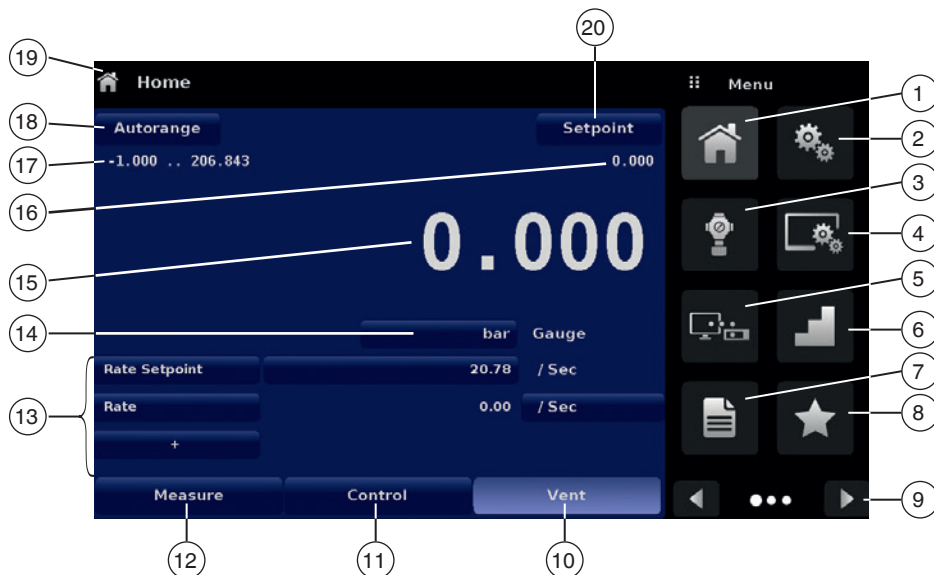 20
19
Home
Menu
1
18
Autorange
Setpoint
2
17
-1.000 .. 206.843
0.000
3
16
0.000
4
15
5
14
bar Gauge
6
Rate Setpoint 20.78 / Sec
7
13
Rate 0.00 / Sec
8
+
Measure Control Vent
9
12
11
10